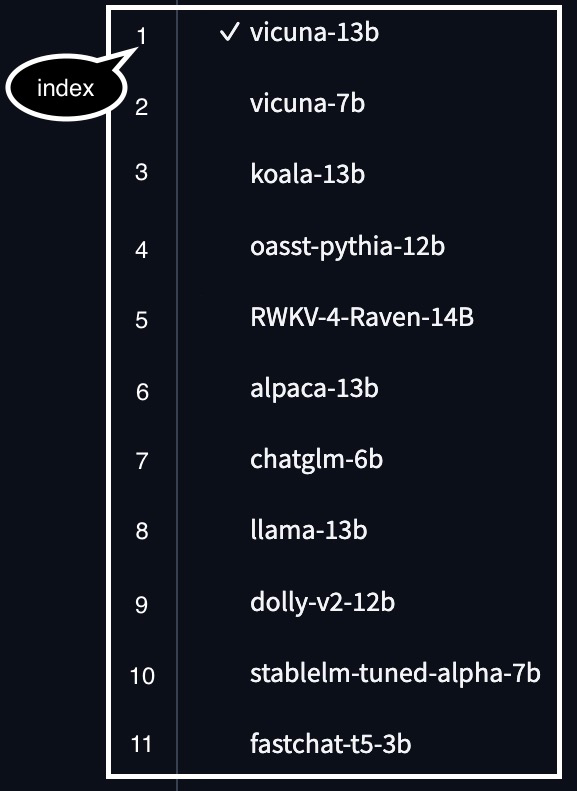 1 ✓ vicuna-13b
index
2 vicuna-7b
3 koala-13b
4 oasst-pythia-12b
5 RWKV-4-Raven-14B
6 alpaca-13b
7 chatglm-6b
8 llama-13b
9 dolly-v2-12b
10 stablelm-tuned-alpha-7b
11 fastchat-t5-3b